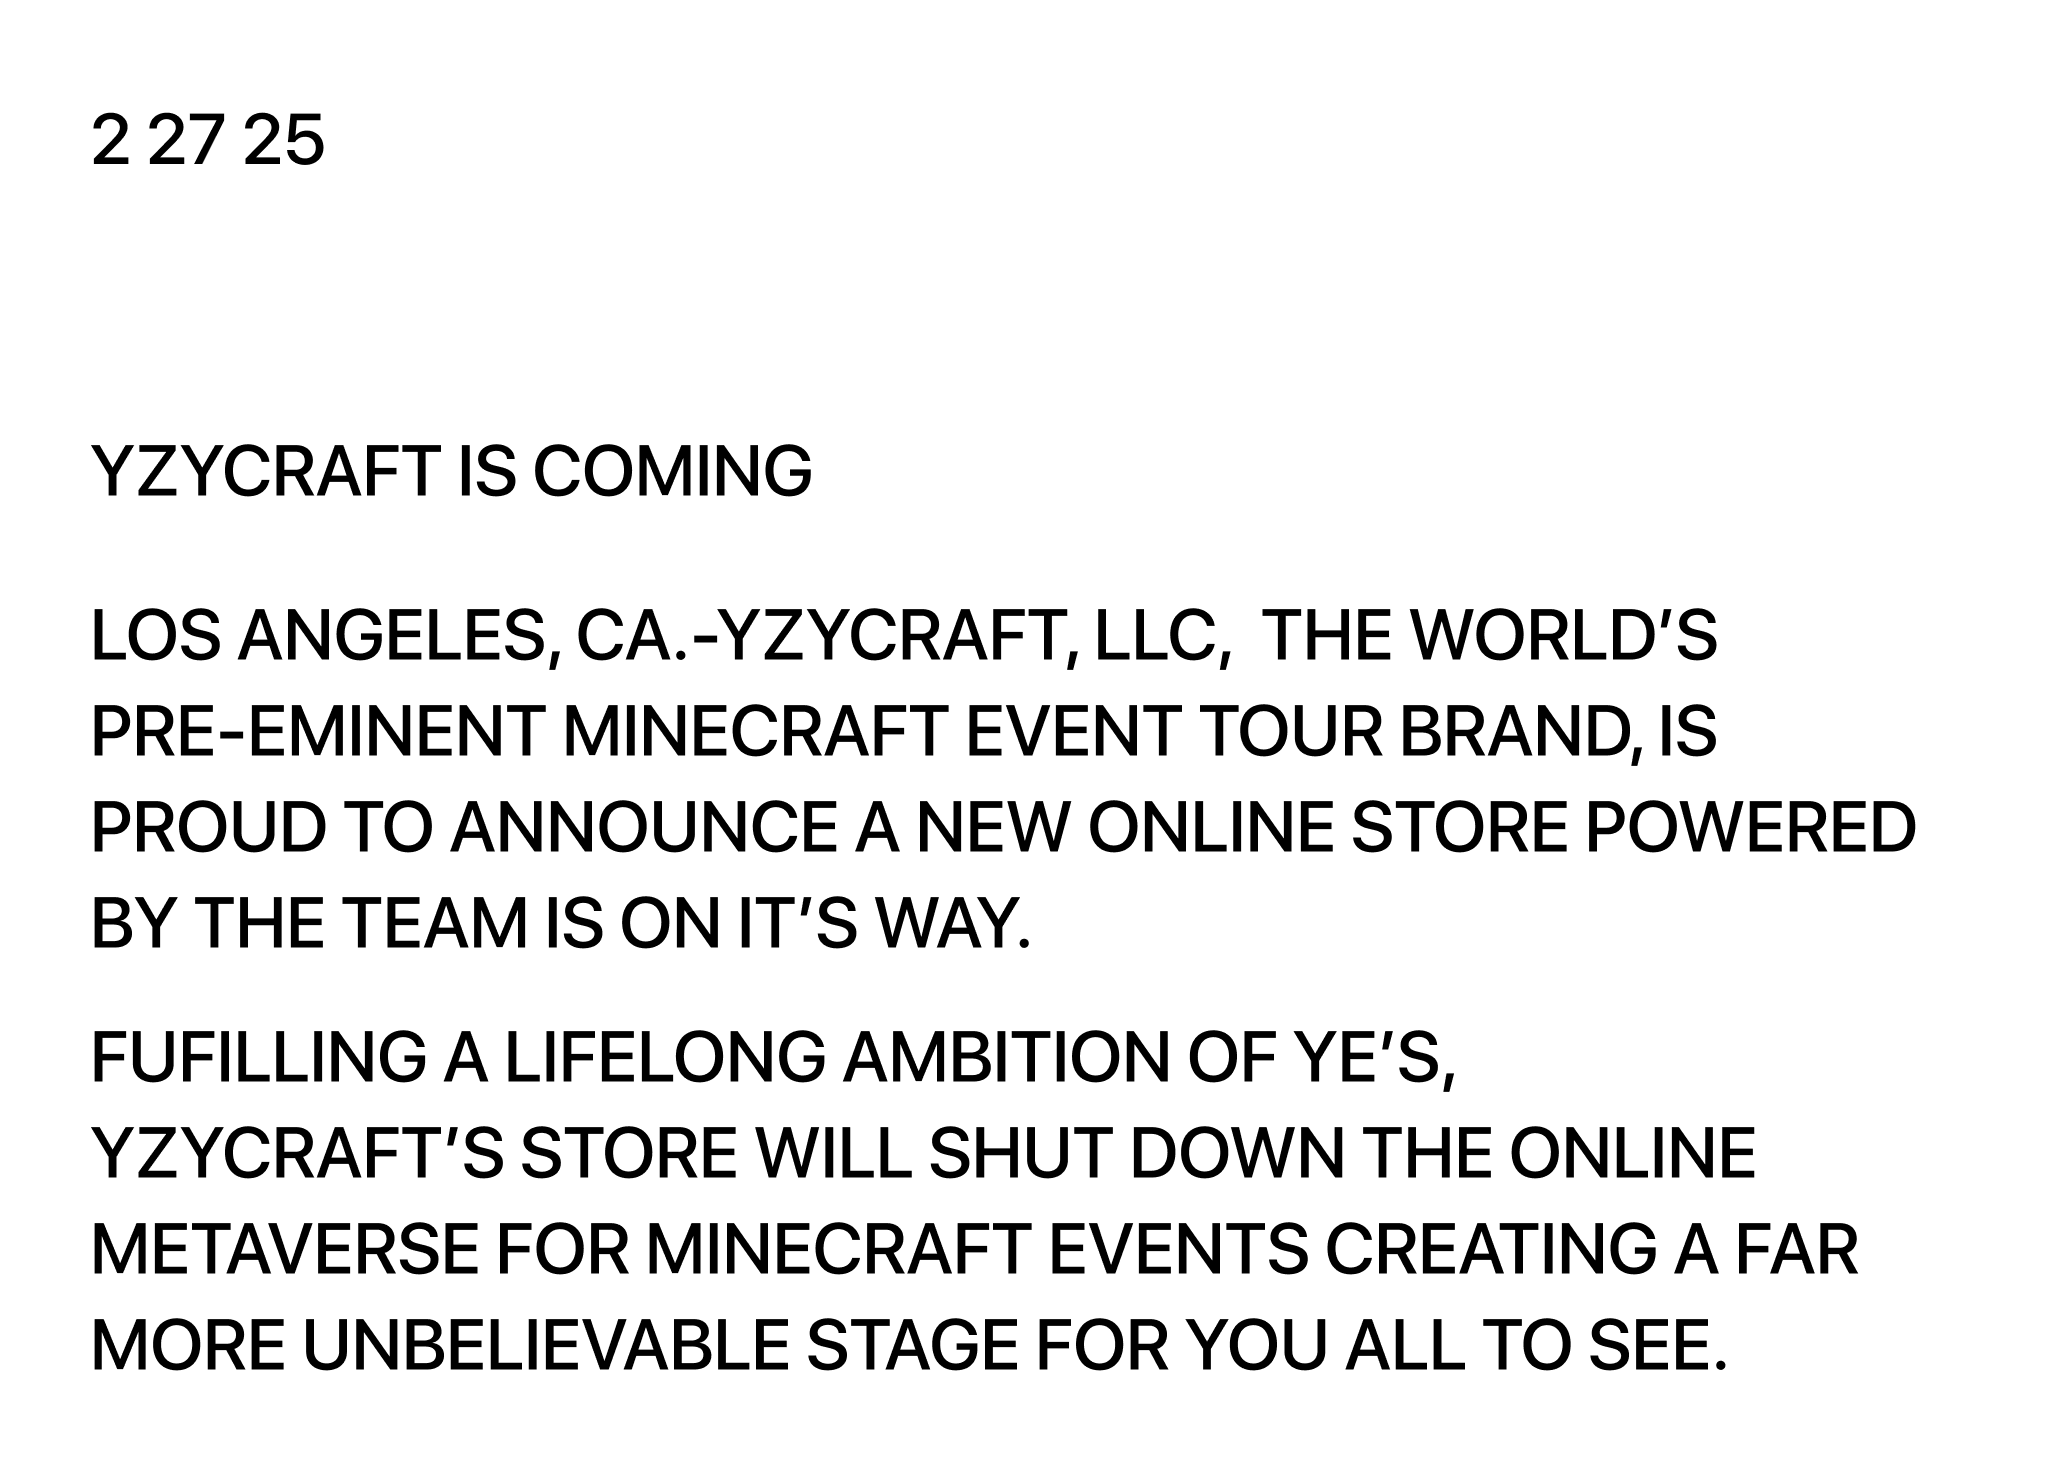 2 27 25
YZYCRAFT IS COMING
LOS ANGELES, CA.-YZYCRAFT, LLC,  THE WORLD’S
PRE-EMINENT MINECRAFT EVENT TOUR BRAND, IS
PROUD TO ANNOUNCE A NEW ONLINE STORE POWERED
BY THE TEAM IS ON IT’S WAY.
FUFILLING A LIFELONG AMBITION OF YE’S,
YZYCRAFT’S STORE WILL SHUT DOWN THE ONLINE
METAVERSE FOR MINECRAFT EVENTS CREATING A FAR
MORE UNBELIEVABLE STAGE FOR YOU ALL TO SEE.